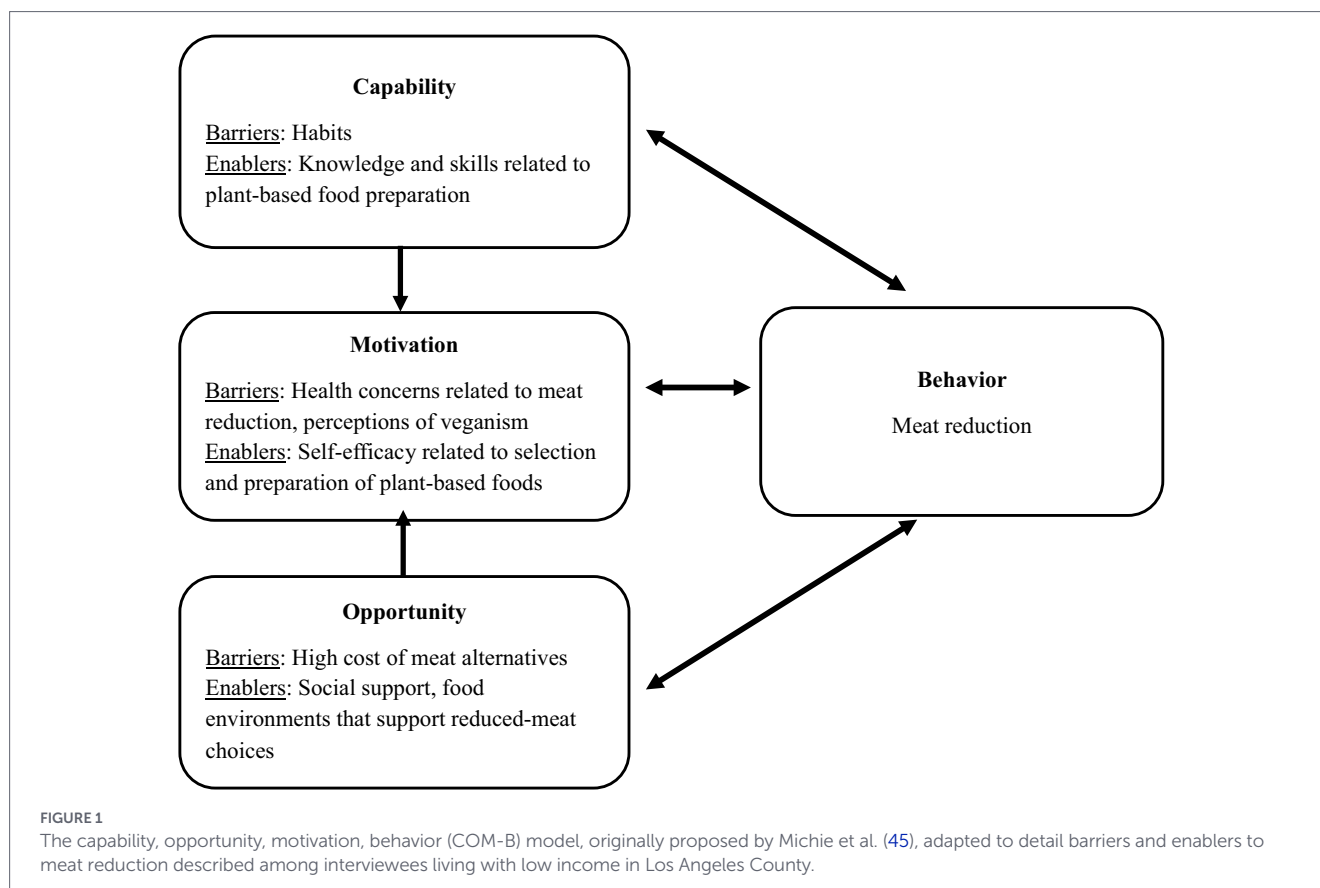 Capability
Barriers: Habits
Enablers: Knowledge and skills related to
plant-based food preparation
Motivation
Barriers: Health concerns related to meat
reduction, perceptions of veganism
Enablers: Self-efficacy related to selection
and preparation of plant-based foods
Behavior
Meat reduction
Opportunity
Barriers: High cost of meat alternatives
Enablers: Social support, food
environments that support reduced-meat
choices
FIGURE 1
The capability, opportunity, motivation, behavior (COM-B) model, originally proposed by Michie et al. (45), adapted to detail barriers and enablers to
meat reduction described among interviewees living with low income in Los Angeles County.